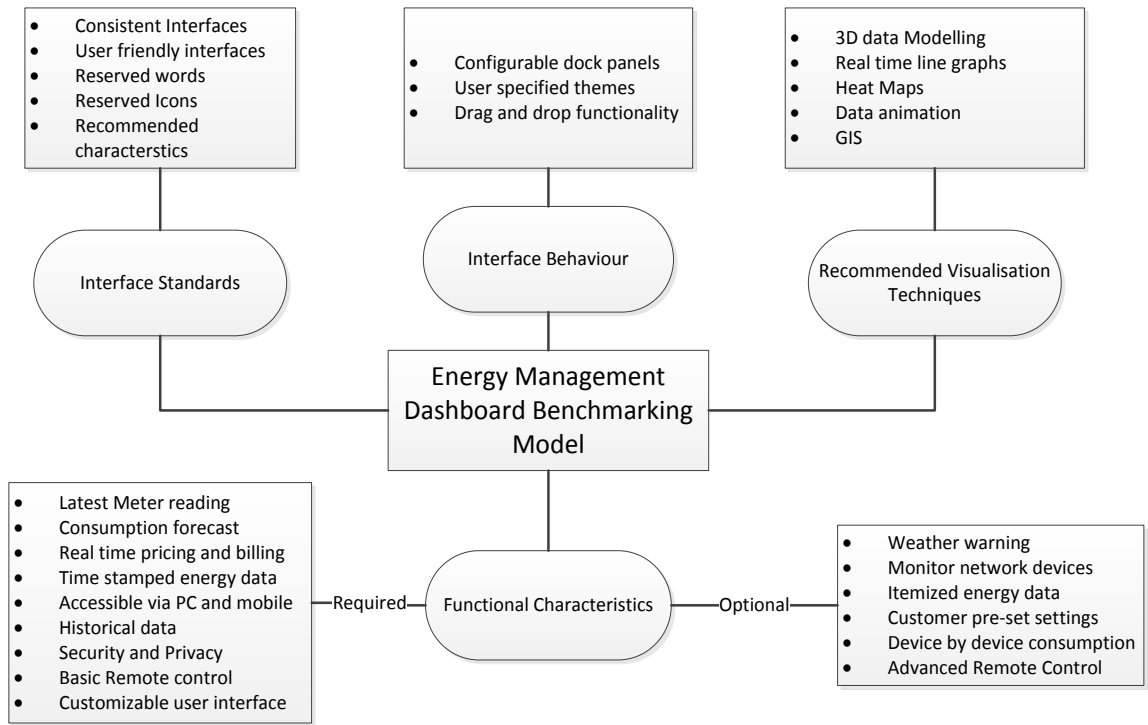 Consistent Interfaces
User friendly interfaces
Reserved words
Reserved Icons
Recommended
characterstics
Configurable dock panels
User specified themes
Drag and drop functionality
3D data Modelling
Real time line graphs
Heat Maps
Data animation
GIS
Interface Standards
Interface Behaviour
Recommended Visualisation
Techniques
Energy Management
Dashboard Benchmarking
Model
Latest Meter reading
Consumption forecast
Real time pricing and billing
Time stamped energy data
Accessible via PC and mobile
Historical data
Security and Privacy
Basic Remote control
Customizable user interface
Required
Functional Characteristics
Optional
Weather warning
Monitor network devices
Itemized energy data
Customer pre-set settings
Device by device consumption
Advanced Remote Control